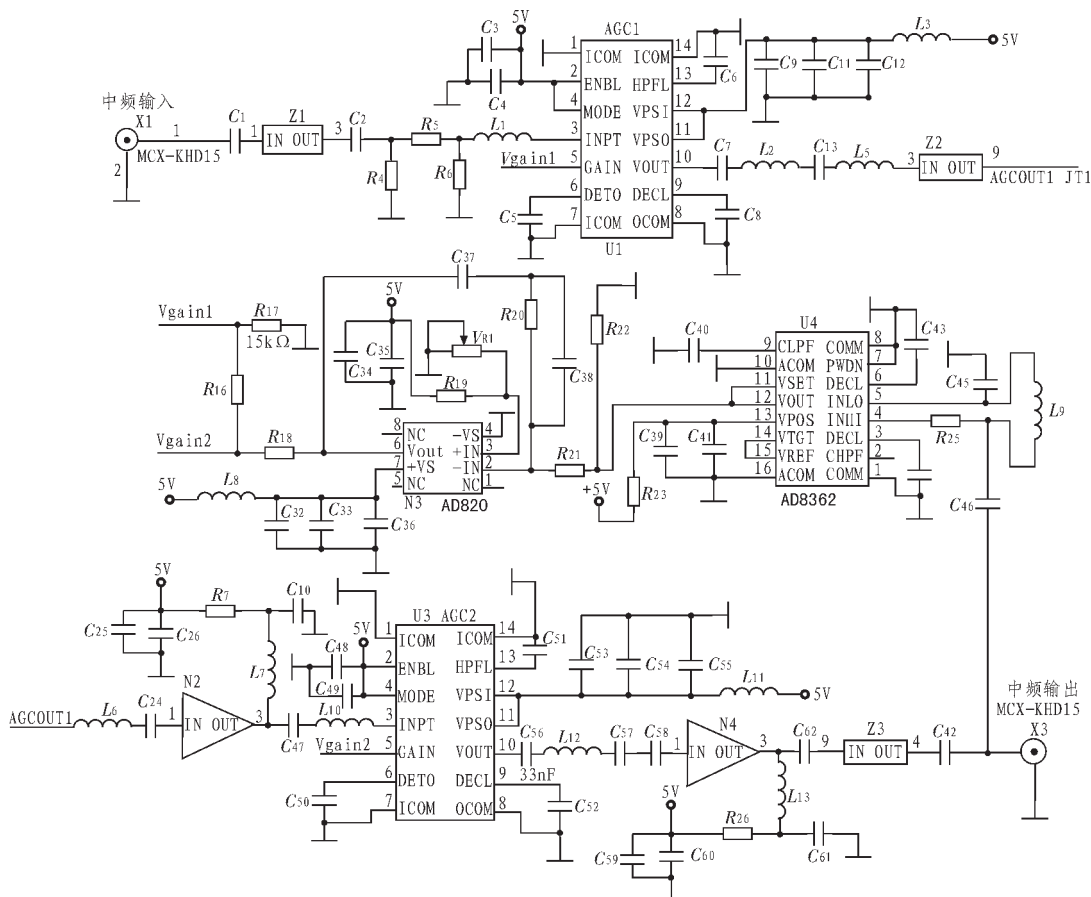 AGC1
5V
C3
C4
1
ICOM
ICOM
14
2
ENBL
HPFL
13
4
MODE
VPSI
12
3
INPT
VPSO
11
5
GAIN
VOUT
10
6
DETO
DECL
9
7
ICOM
OCOM
8
U1
C6
C9
C11
C12
L3
5V
中频输入
X1
1
2
MCX-KHD15
C1
1
Z1
IN OUT
3
C2
R5
R4
R6
L1
Vgain1
C5
C7
L2
C13
L5
3
Z2
IN OUT
9
AGCOUT1 JT1
C8
C37
Vgain1
R17
15kΩ
R16
Vgain2
R18
5V
C34
C35
VR1
R19
R20
C38
R22
8
NC
-VS
4
6
Vout
+IN
3
7
+VS
-IN
2
5
NC
NC
1
N3
AD820
5V
L8
C32
C33
C36
R21
+5V
R23
C39
C41
C40
U4
9
CLPF
COMM
8
10
ACOM
PWDN
7
11
VSET
DECL
6
12
VOUT
INLO
5
13
VPOS
INHI
4
14
VTGT
DECL
3
15
VREF
CHPF
2
16
ACOM
COMM
1
AD8362
C43
C45
L9
R25
C46
5V
C25
C26
R7
C10
L7
N2
AGCOUT1
L6
C24
1
IN OUT
3
C47
L10
Vgain2
C48
C49
5V
U3 AGC2
1
ICOM
ICOM
14
2
ENBL
HPFL
13
4
MODE
VPSI
12
3
INPT
VPSO
11
5
GAIN
VOUT
10
6
DETO
DECL
9
7
ICOM
OCOM
8
C50
C51
C53
C54
C55
L11
5V
C56
33nF
L12
C57
C58
C52
1
N4
IN OUT
3
C62
9
Z3
IN OUT
4
C42
中频输出
MCX-KHD15
X3
L13
5V
R26
C59
C60
C61